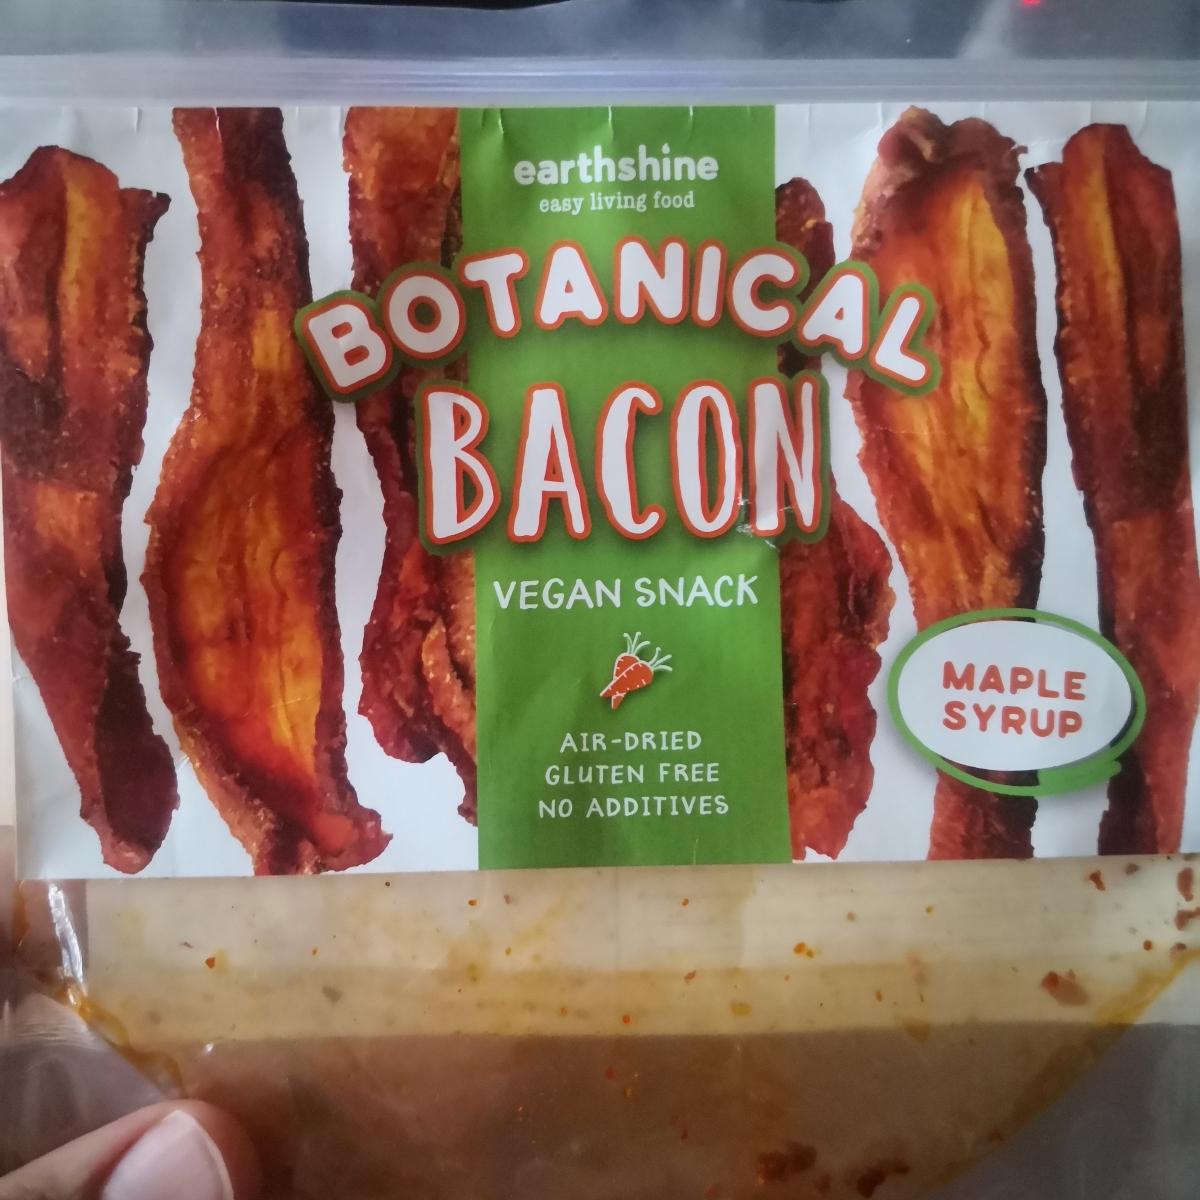 earthshine
easy living food
BOTANICAL
BACON
VEGAN SNACK
AIR-DRIED
GLUTEN FREE
NO ADDITIVES
MAPLE
SYRUP